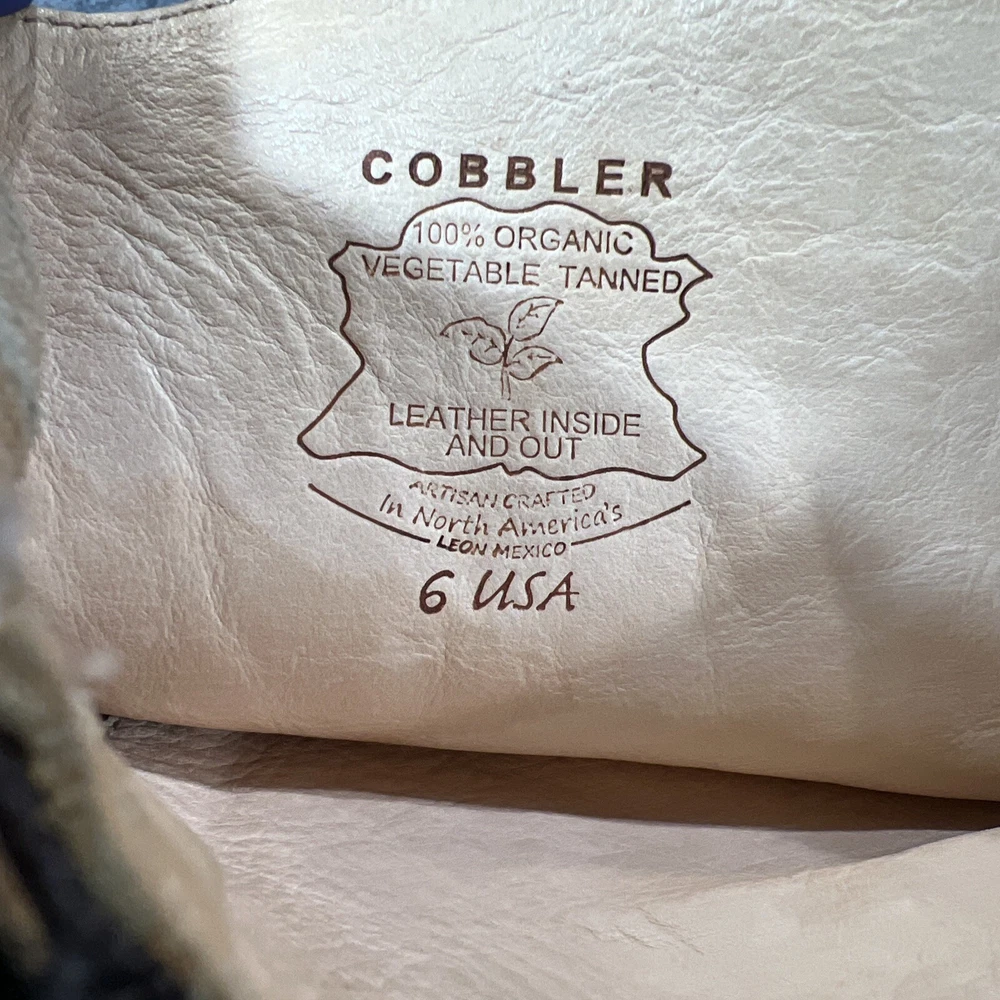 COBBLER
100% ORGANIC
VEGETABLE TANNED
LEATHER INSIDE
AND OUT
ARTISAN CRAFTED
In North America's
LEON MEXICO
6 USA